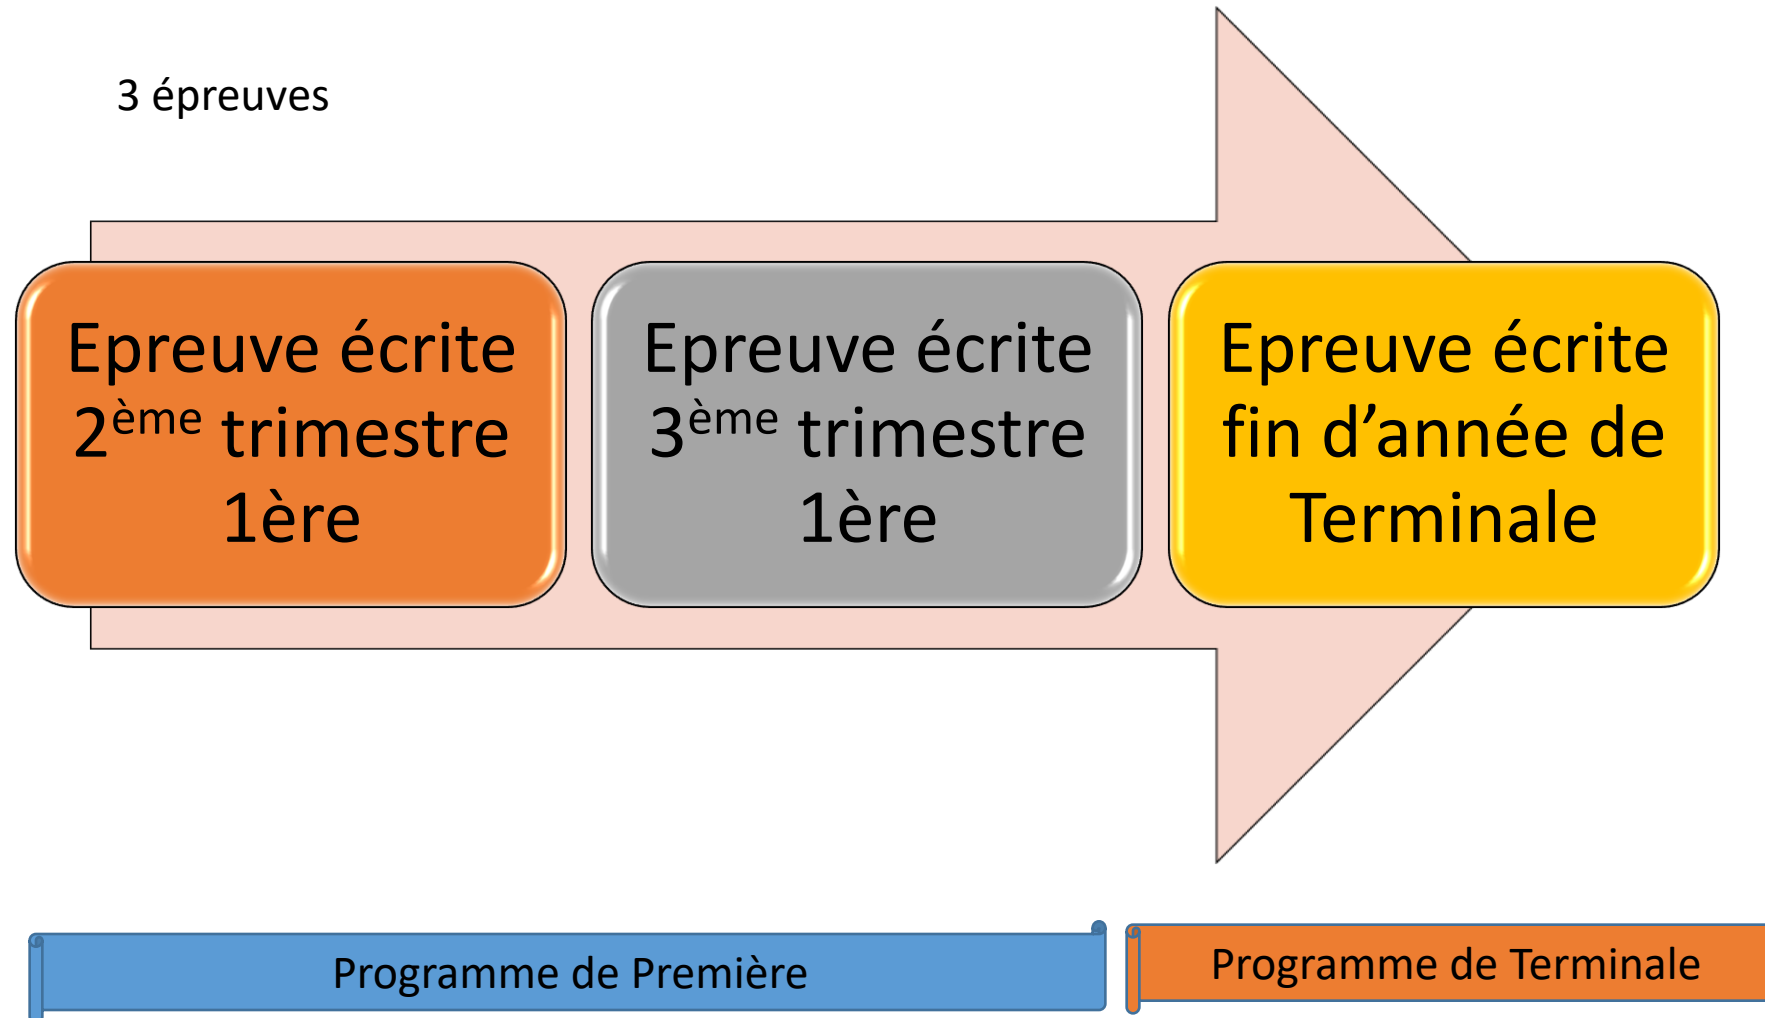 3 épreuves
Epreuve écrite
2ème trimestre
1ère
Epreuve écrite
3ème trimestre
1ère
Epreuve écrite
fin d’année de
Terminale
Programme de Première
Programme de Terminale